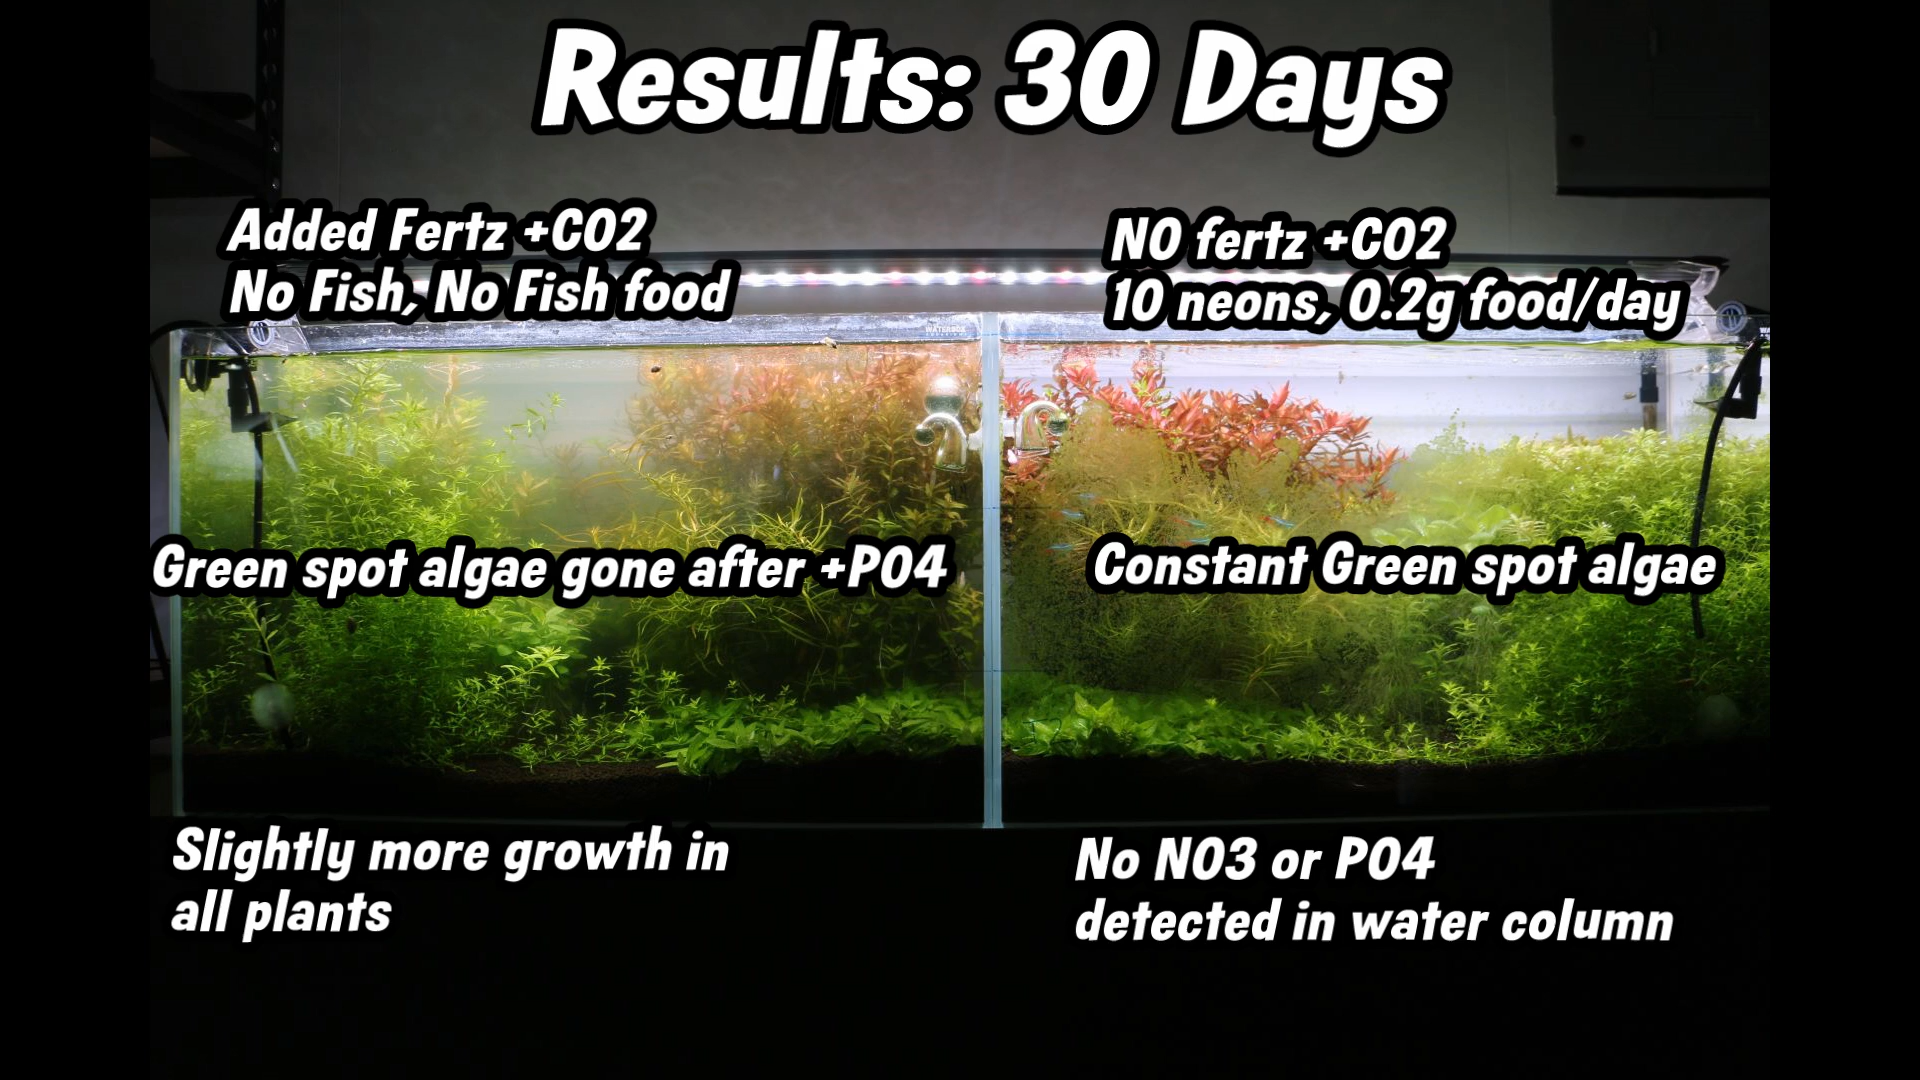 Results: 30 Days
Added Fertz +CO2
No Fish, No Fish food
NO fertz +CO2
10 neons, 0.2g food/day
WATERBOX
Green spot algae gone after +PO4
Constant Green spot algae
Slightly more growth in
all plants
No NO3 or PO4
detected in water column